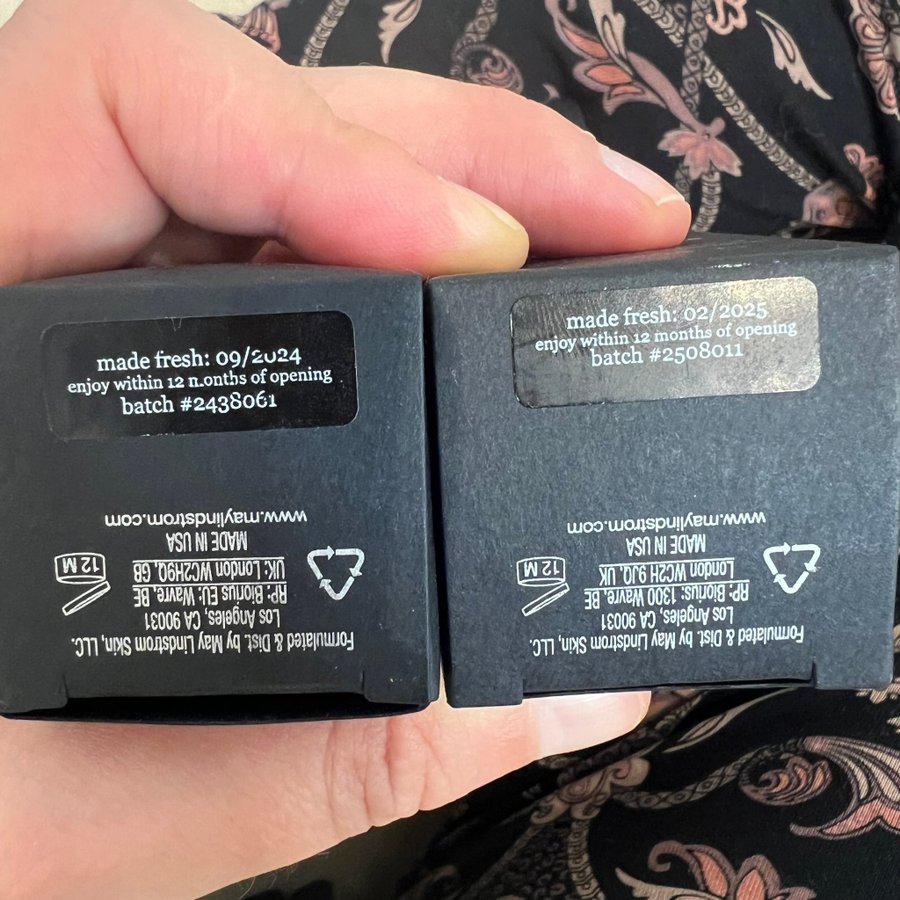 made fresh: 09/2024
enjoy within 12 n.onths of opening
batch #2438061
www.maylindstrom.com
MADE IN USA
UK: London WC2H9Q, GB
RP: Biorius EU: Wavre, BE
Los Angeles, CA 90031
Formulated & Dist. by May Lindstrom Skin, LLC.
12 M
made fresh: 02/2025
enjoy within 12 months of opening
batch #2508011
www.maylindstrom.com
MADE IN USA
London WC2H 9JQ, UK
RP: Biorius: 1300 Wavre, BE
Los Angeles, CA 90031
Formulated & Dist. by May Lindstrom Skin, LLC.
12 M